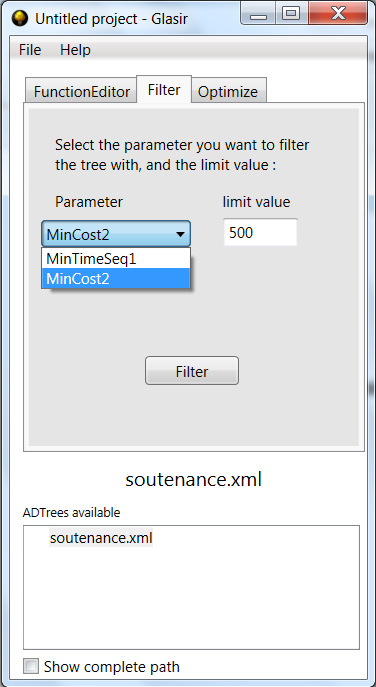 Untitled project - Glasir
File Help
FunctionEditor Filter Optimize
Select the parameter you want to filter
the tree with, and the limit value :
Parameter limit value
MinCost2 500
MinTimeSeq1
MinCost2
Filter
soutenance.xml
ADTrees available
soutenance.xml
Show complete path